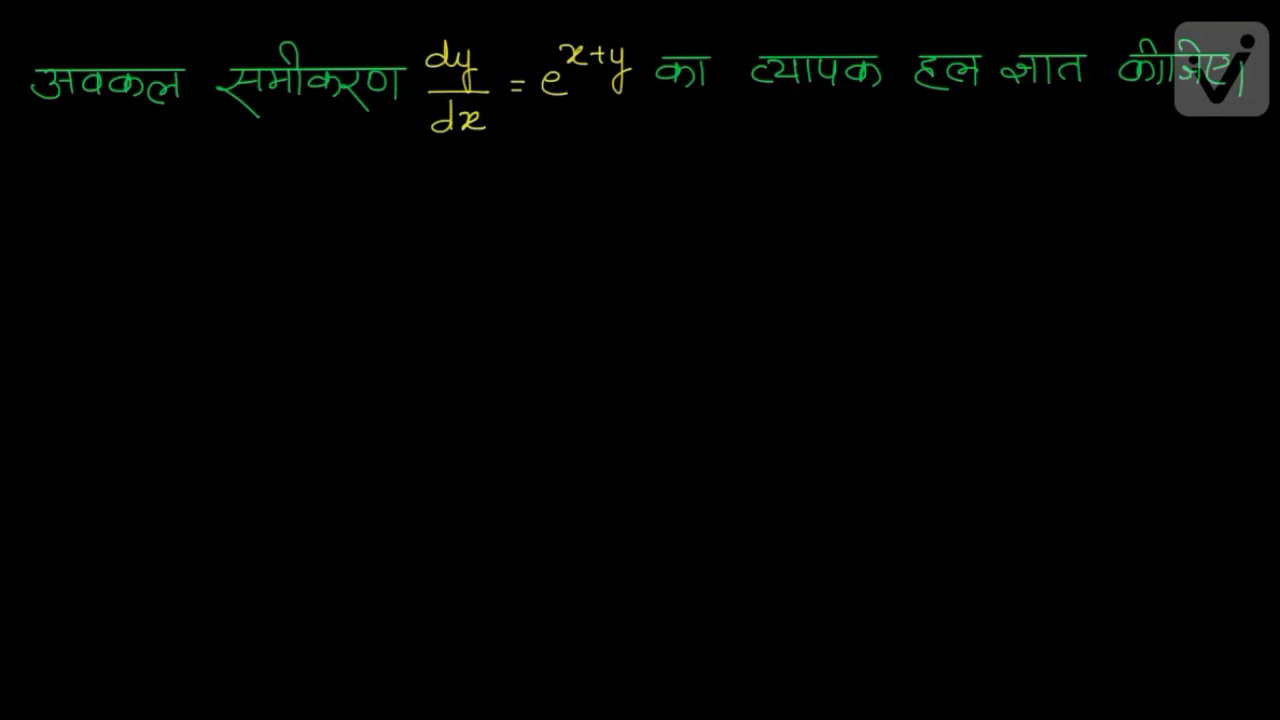 अवकल समीकरण dy/dx = e^(x+y) का व्यापक हल ज्ञात कीजिए।